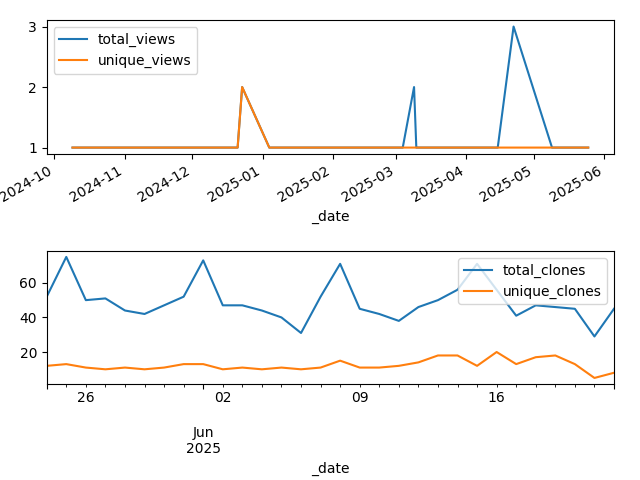 3
total_views
unique_views
2
1
2024-10
2024-11
2024-12
2025-01
2025-02
2025-03
2025-04
2025-05
2025-06
_date
total_clones
unique_clones
60
40
20
26
02
09
16
Jun
2025
_date